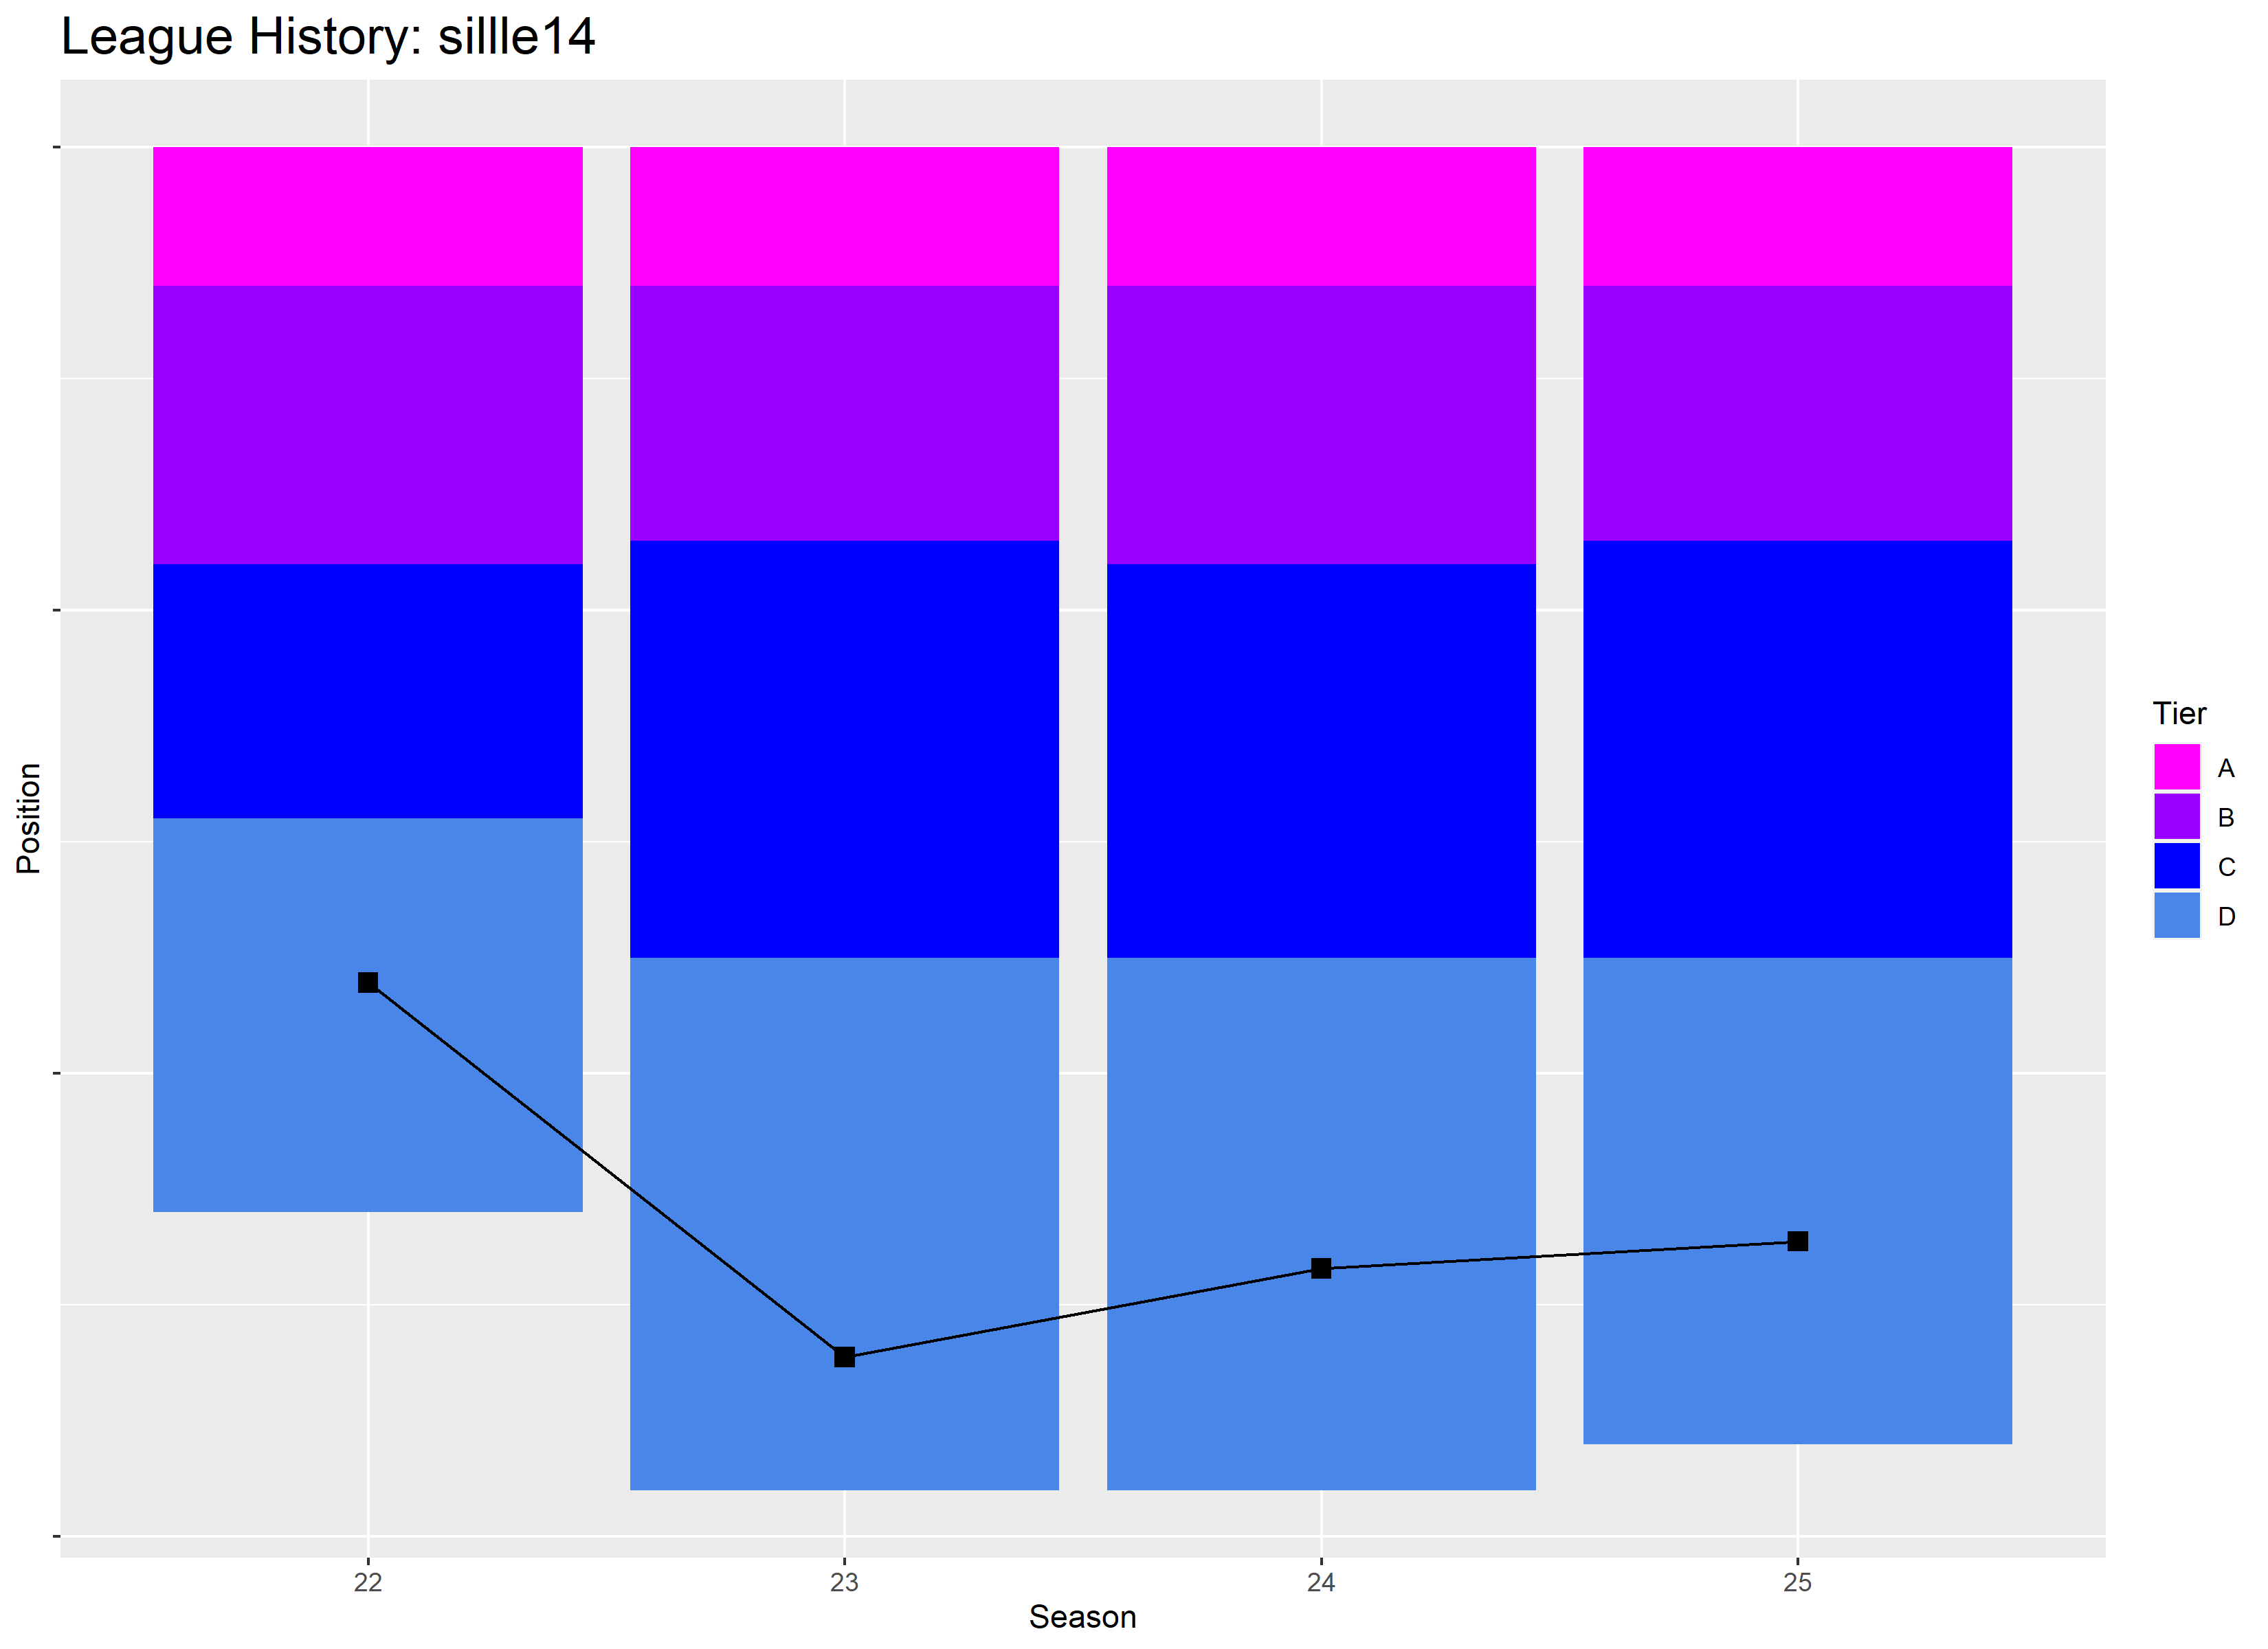 League History: sillle14
Position
22
23
24
25
Season
Tier
A
B
C
D